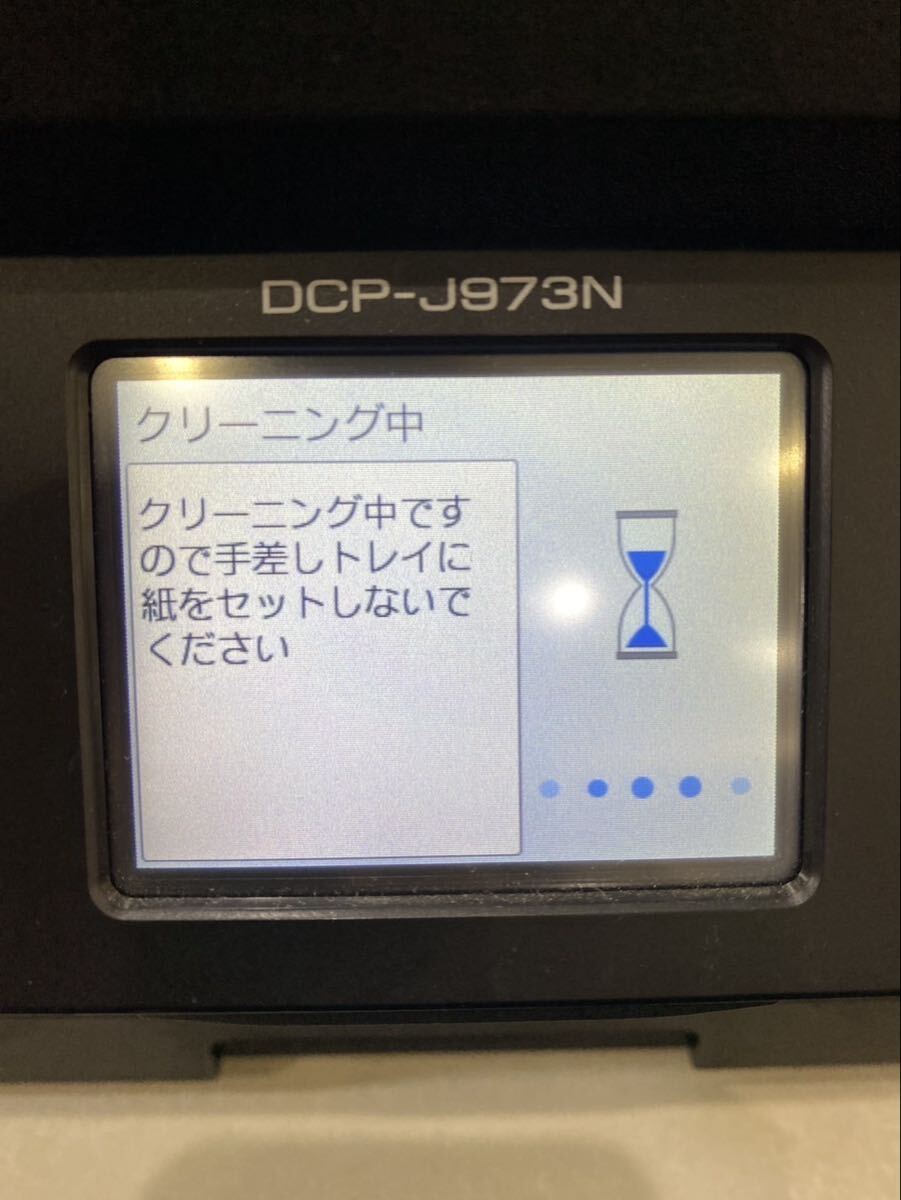 DCP-J973N
クリーニング中
クリーニング中です
ので手差しトレイに
紙をセットしないで
ください